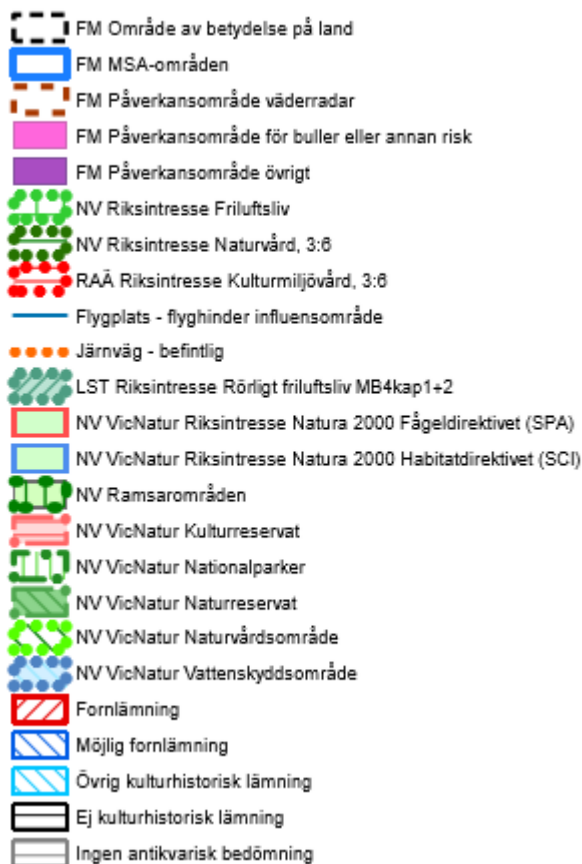 FM Område av betydelse på land
FM MSA-områden
FM Påverkansområde väderradar
FM Påverkansområde för buller eller annan risk
FM Påverkansområde övrigt
NV Riksintresse Friluftsliv
NV Riksintresse Naturvård, 3:6
RAÄ Riksintresse Kulturmiljövård, 3:6
Flygplats - flyghinder influensområde
Järnväg - befintlig
LST Riksintresse Rörligt friluftsliv MB4kap1+2
NV VicNatur Riksintresse Natura 2000 Fågeldirektivet (SPA)
NV VicNatur Riksintresse Natura 2000 Habitatdirektivet (SCI)
NV Ramsarområden
NV VicNatur Kulturreservat
NV VicNatur Nationalparker
NV VicNatur Naturreservat
NV VicNatur Naturvårdsområde
NV VicNatur Vattenskyddsområde
Fornlämning
Möjlig fornlämning
Övrig kulturhistorisk lämning
Ej kulturhistorisk lämning
Ingen antikvarisk bedömning